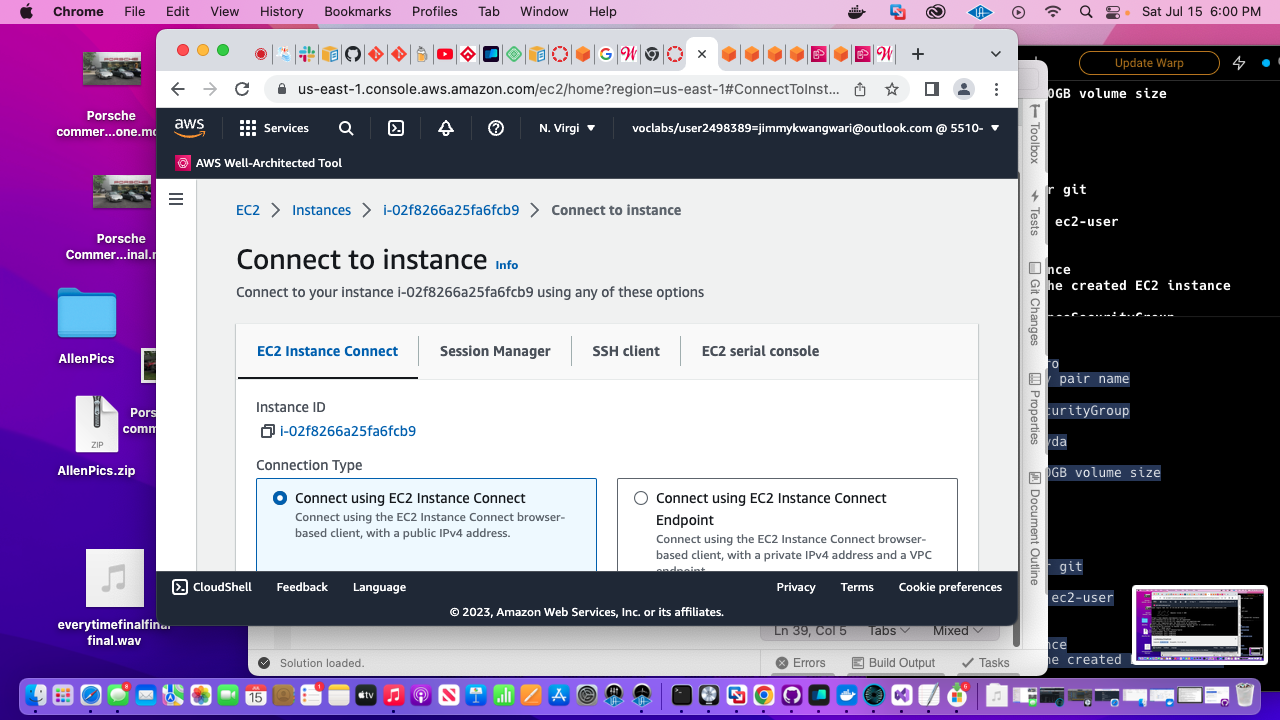 Chrome File Edit View History Bookmarks Profiles Tab Window Help Sat Jul 15 6:00 PM
Porsche
commer...one.mo
Porsche
Commer...inal.m
AllenPics
Pors
comm
ZIP
AllenPics.zip
everytimefinalfinal
final.wav
us-east-1.console.aws.amazon.com/ec2/home?region=us-east-1#ConnectToInst...
aws Services N. Virgi voclabs/user2498389=jimmykwangwari@outlook.com @ 5510-
AWS Well-Architected Tool
EC2 Instances i-02f8266a25fa6fcb9 Connect to instance
Connect to instance Info
Connect to your instance i-02f8266a25fa6fcb9 using any of these options
EC2 Instance Connect Session Manager SSH client EC2 serial console
Instance ID
i-02f8266a25fa6fcb9
Connection Type
Connect using EC2 Instance Connect
Connect using the EC2 Instance Connect browser-
based client, with a public IPv4 address.
Connect using EC2 Instance Connect
Endpoint
Connect using the EC2 Instance Connect browser-
based client, with a private IPv4 address and a VPC
endpoint.
CloudShell Feedback Language Privacy Terms Cookie preferences
© 2023, Amazon Web Services, Inc. or its affiliates.
Ln 39, Col 5 Tabs Mixed
Solution loaded. Errors Build Output Tasks
Toolbox
Tests
Git Changes
Properties
Document Outline
Update Warp
0GB volume size
r git
ec2-user
nce
he created EC2 instance
nceSecurityGroup
ro
y pair name
curityGroup
vda
0GB volume size
r git
ec2-user
nce
he created